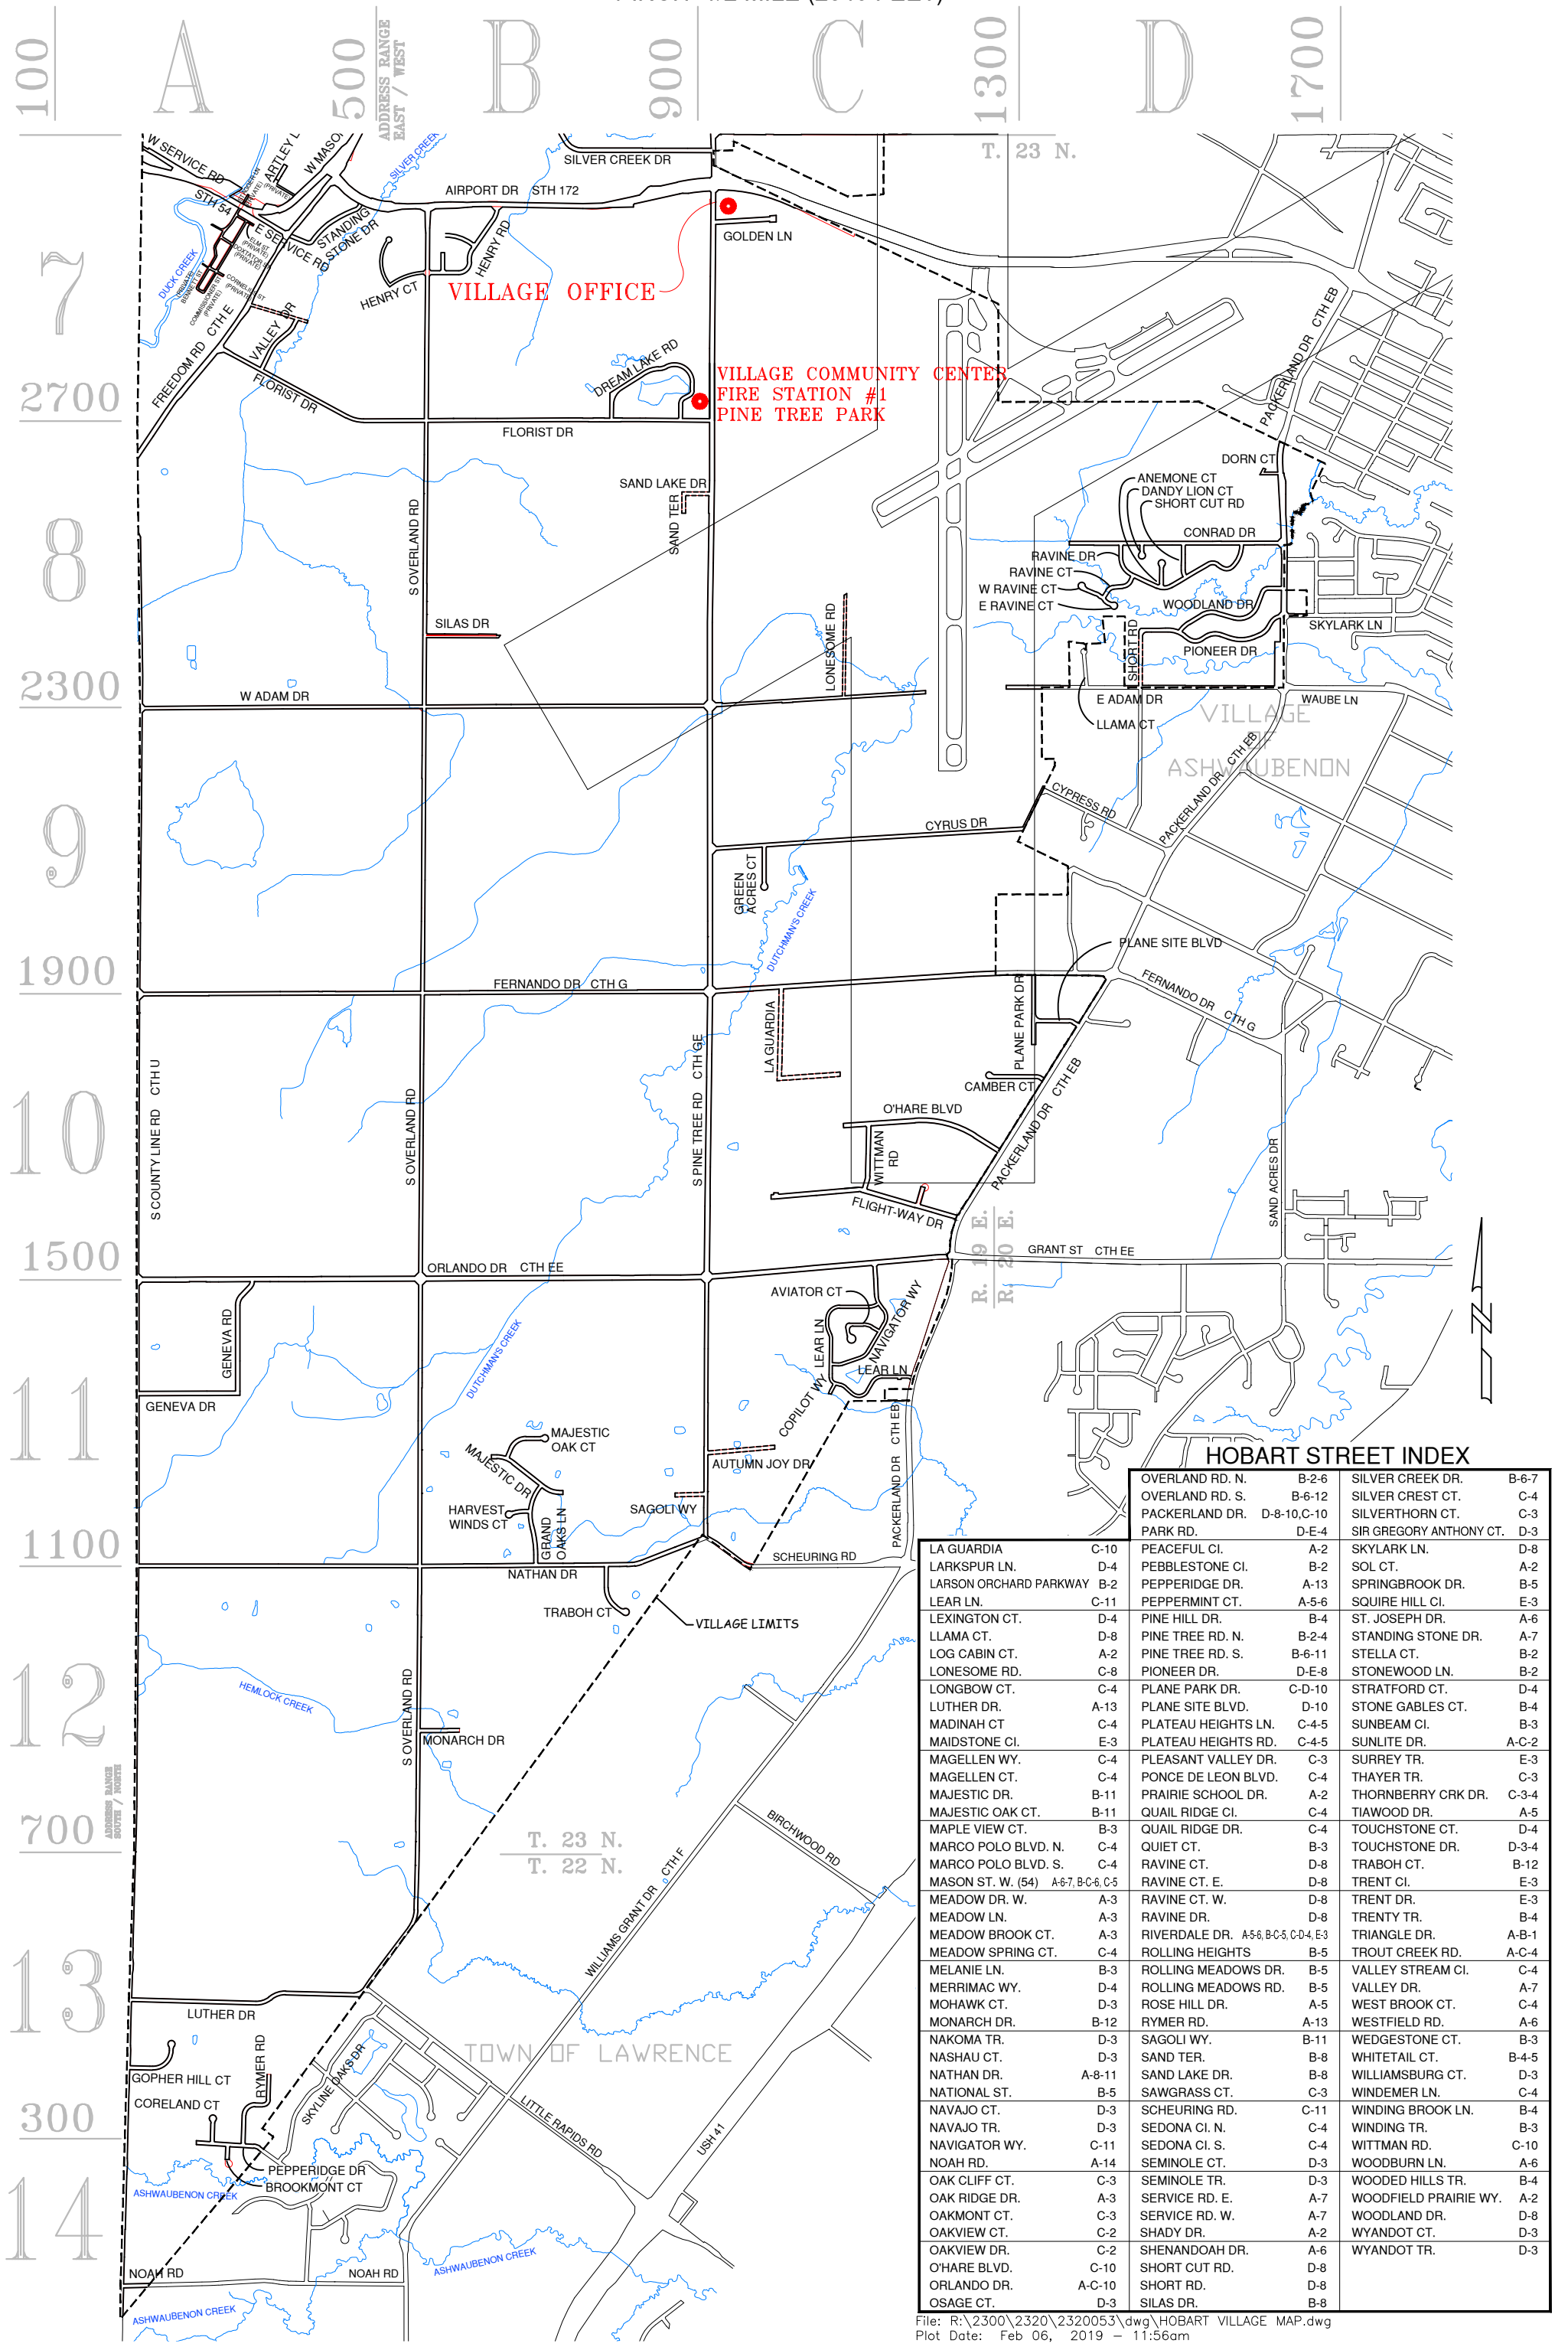 100
A
500
ADDRESS RANGE
EAST / WEST
B
900
C
1300
D
1700
W SERVICE RD
W MASO
SILVER CREEK
SILVER CREEK DR
T. 23 N.
AIRPORT DR STH 172
STH 54
E SERVICE RD
STANDING
STONE DR
HENRY RD
HENRY CT
GOLDEN LN
VILLAGE OFFICE
DUCK CREEK
7
FREEDOM RD CTH E
VALLEY DR
FLORIST DR
DREAM LAKE RD
VILLAGE COMMUNITY CENTER
FIRE STATION #1
PINE TREE PARK
PACKERLAND DR CTH EB
2700
FLORIST DR
DORN CT
SAND LAKE DR
SAND TER
S OVERLAND RD
ANEMONE CT
DANDY LION CT
SHORT CUT RD
CONRAD DR
8
RAVINE DR
RAVINE CT
W RAVINE CT
E RAVINE CT
WOODLAND DR
SKYLARK LN
SILAS DR
LONESOME RD
SHORT RD
PIONEER DR
2300
W ADAM DR
E ADAM DR
WAUBE LN
LLAMA CT
VILLAGE
OF
ASHWAUBENON
PACKERLAND DR CTH EB
CYPRESS RD
9
CYRUS DR
GREEN
ACRES CT
DUTCHMAN'S CREEK
PLANE SITE BLVD
1900
FERNANDO DR CTH G
FERNANDO DR CTH G
LA GUARDIA
PLANE PARK DR
CAMBER CT
S COUNTY LINE RD CTH U
S OVERLAND RD
S PINE TREE RD CTH GE
10
O'HARE BLVD
WITTMAN
RD
PACKERLAND DR CTH EB
FLIGHT-WAY DR
SAND ACRES DR
R. 19 E.
R. 20 E.
1500
ORLANDO DR CTH EE
GRANT ST CTH EE
AVIATOR CT
NAVIGATOR WY
LEAR LN
LEAR LN
COPILOT WY
GENEVA RD
GENEVA DR
DUTCHMAN'S CREEK
11
MAJESTIC
OAK CT
MAJESTIC DR
HARVEST
WINDS CT
GRAND
OAKS LN
AUTUMN JOY DR
SAGOLI WY
PACKERLAND DR CTH EB
1100
SCHEURING RD
NATHAN DR
TRABOH CT
VILLAGE LIMITS
HEMLOCK CREEK
12
S OVERLAND RD
MONARCH DR
ADDRESS RANGE
SOUTH / NORTH
700
T. 23 N.
T. 22 N.
BIRCHWOOD RD
WILLIAMS GRANT DR CTH F
13
LUTHER DR
TOWN OF LAWRENCE
GOPHER HILL CT
RYMER RD
CORELAND CT
SKYLINE OAKS DR
300
LITTLE RAPIDS RD
USH 41
PEPPERIDGE DR
BROOKMONT CT
ASHWAUBENON CREEK
14
NOAH RD
NOAH RD
ASHWAUBENON CREEK
ASHWAUBENON CREEK
HOBART STREET INDEX
LA GUARDIA C-10
LARKSPUR LN. D-4
LARSON ORCHARD PARKWAY B-2
LEAR LN. C-11
LEXINGTON CT. D-4
LLAMA CT. D-8
LOG CABIN CT. A-2
LONESOME RD. C-8
LONGBOW CT. C-4
LUTHER DR. A-13
MADINAH CT C-4
MAIDSTONE CI. E-3
MAGELLEN WY. C-4
MAGELLEN CT. C-4
MAJESTIC DR. B-11
MAJESTIC OAK CT. B-11
MAPLE VIEW CT. B-3
MARCO POLO BLVD. N. C-4
MARCO POLO BLVD. S. C-4
MASON ST. W. (54) A-6-7, B-C-6, C-5
MEADOW DR. W. A-3
MEADOW LN. A-3
MEADOW BROOK CT. A-3
MEADOW SPRING CT. C-4
MELANIE LN. B-3
MERRIMAC WY. D-4
MOHAWK CT. D-3
MONARCH DR. B-12
NAKOMA TR. D-3
NASHAU CT. D-3
NATHAN DR. A-8-11
NATIONAL ST. B-5
NAVAJO CT. D-3
NAVAJO TR. D-3
NAVIGATOR WY. C-11
NOAH RD. A-14
OAK CLIFF CT. C-3
OAK RIDGE DR. A-3
OAKMONT CT. C-3
OAKVIEW CT. C-2
OAKVIEW DR. C-2
O'HARE BLVD. C-10
ORLANDO DR. A-C-10
OSAGE CT. D-3
OVERLAND RD. N. B-2-6
OVERLAND RD. S. B-6-12
PACKERLAND DR. D-8-10,C-10
PARK RD. D-E-4
PEACEFUL CI. A-2
PEBBLESTONE CI. B-2
PEPPERIDGE DR. A-13
PEPPERMINT CT. A-5-6
PINE HILL DR. B-4
PINE TREE RD. N. B-2-4
PINE TREE RD. S. B-6-11
PIONEER DR. D-E-8
PLANE PARK DR. C-D-10
PLANE SITE BLVD. D-10
PLATEAU HEIGHTS LN. C-4-5
PLATEAU HEIGHTS RD. C-4-5
PLEASANT VALLEY DR. C-3
PONCE DE LEON BLVD. C-4
PRAIRIE SCHOOL DR. A-2
QUAIL RIDGE CI. C-4
QUAIL RIDGE DR. C-4
QUIET CT. B-3
RAVINE CT. D-8
RAVINE CT. E. D-8
RAVINE CT. W. D-8
RAVINE DR. D-8
RIVERDALE DR. A-5-6, B-C-5, C-D-4, E-3
ROLLING HEIGHTS B-5
ROLLING MEADOWS DR. B-5
ROLLING MEADOWS RD. B-5
ROSE HILL DR. A-5
RYMER RD. A-13
SAGOLI WY. B-11
SAND TER. B-8
SAND LAKE DR. B-8
SAWGRASS CT. C-3
SCHEURING RD. C-11
SEDONA CI. N. C-4
SEDONA CI. S. C-4
SEMINOLE CT. D-3
SEMINOLE TR. D-3
SERVICE RD. E. A-7
SERVICE RD. W. A-7
SHADY DR. A-2
SHENANDOAH DR. A-6
SHORT CUT RD. D-8
SHORT RD. D-8
SILAS DR. B-8
SILVER CREEK DR. B-6-7
SILVER CREST CT. C-4
SILVERTHORN CT. C-3
SIR GREGORY ANTHONY CT. D-3
SKYLARK LN. D-8
SOL CT. A-2
SPRINGBROOK DR. B-5
SQUIRE HILL CI. E-3
ST. JOSEPH DR. A-6
STANDING STONE DR. A-7
STELLA CT. B-2
STONEWOOD LN. B-2
STRATFORD CT. D-4
STONE GABLES CT. B-4
SUNBEAM CI. B-3
SUNLITE DR. A-C-2
SURREY TR. E-3
THAYER TR. C-3
THORNBERRY CRK DR. C-3-4
TIAWOOD DR. A-5
TOUCHSTONE CT. D-4
TOUCHSTONE DR. D-3-4
TRABOH CT. B-12
TRENT CI. E-3
TRENT DR. E-3
TRENTY TR. B-4
TRIANGLE DR. A-B-1
TROUT CREEK RD. A-C-4
VALLEY STREAM CI. C-4
VALLEY DR. A-7
WEST BROOK CT. C-4
WESTFIELD RD. A-6
WEDGESTONE CT. B-3
WHITETAIL CT. B-4-5
WILLIAMSBURG CT. D-3
WINDEMER LN. C-4
WINDING BROOK LN. B-4
WINDING TR. B-3
WITTMAN RD. C-10
WOODBURN LN. A-6
WOODED HILLS TR. B-4
WOODFIELD PRAIRIE WY. A-2
WOODLAND DR. D-8
WYANDOT CT. D-3
WYANDOT TR. D-3
File: R:\2300\2320\2320053\dwg\HOBART VILLAGE MAP.dwg
Plot Date: Feb 06, 2019 - 11:56am